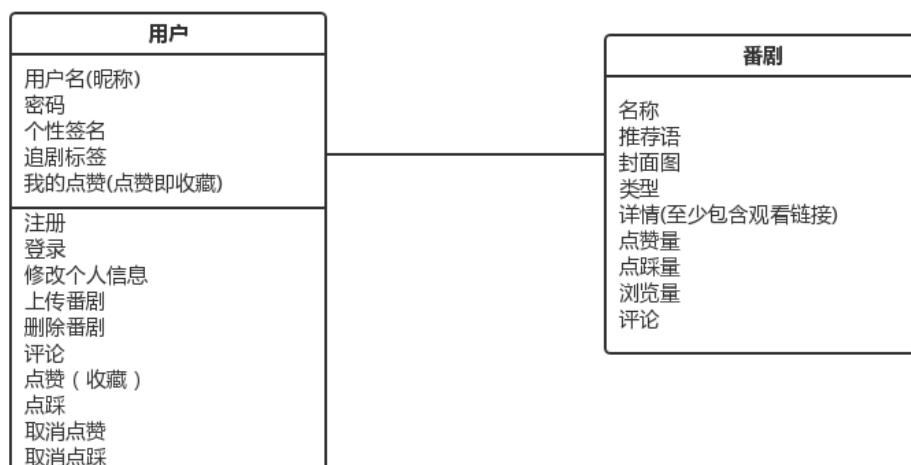 用户
用户名(昵称)
密码
个性签名
追剧标签
我的点赞(点赞即收藏)
注册
登录
修改个人信息
上传番剧
删除番剧
评论
点赞（收藏）
点踩
取消点赞
取消点踩
番剧
名称
推荐语
封面图
类型
详情(至少包含观看链接)
点赞量
点踩量
浏览量
评论